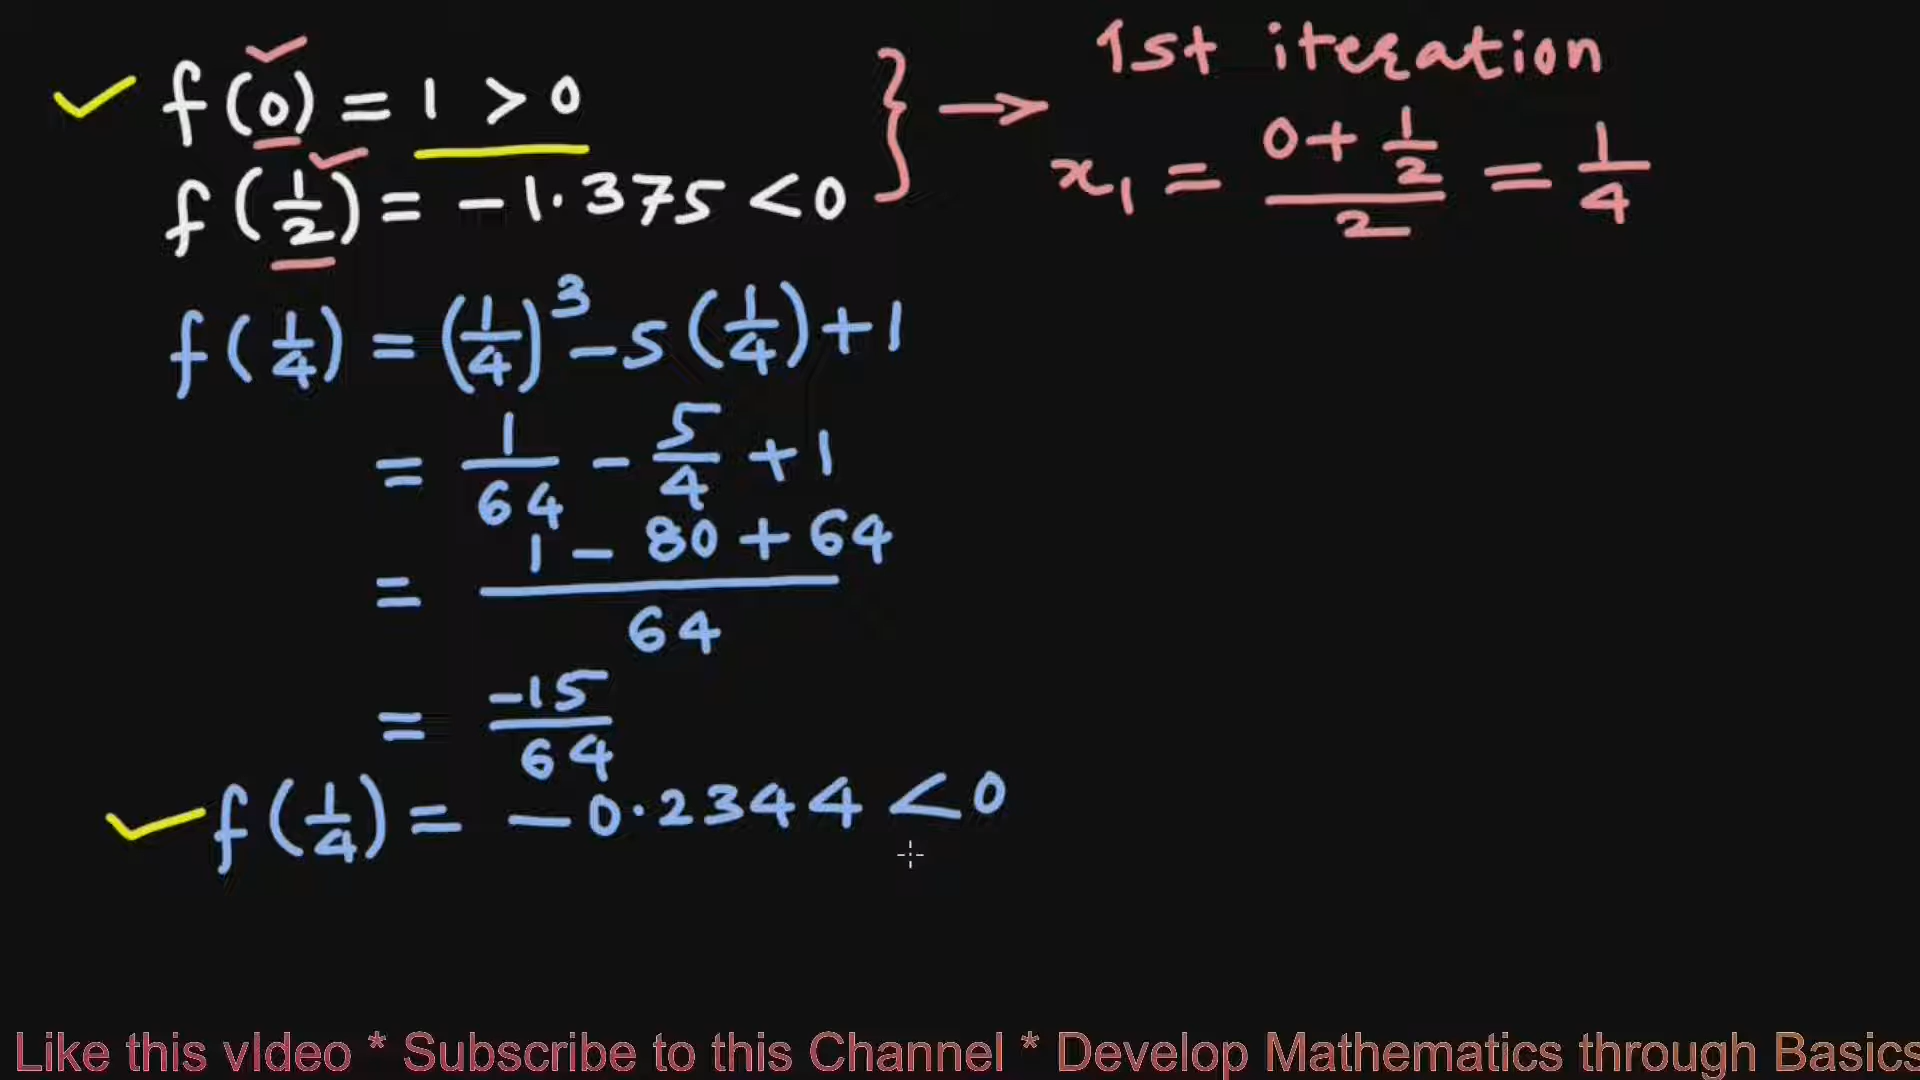 f(0) = 1 > 0
f(1/2) = -1.375 < 0
1st iteration
x₁ = (0 + 1/2)/2 = 1/4
f(1/4) = (1/4)³ - 5(1/4) + 1
= 1/64 - 5/4 + 1
= (1 - 80 + 64)/64
= -15/64
f(1/4) = -0.2344 < 0
Like this vIdeo * Subscribe to this Channel * Develop Mathematics through Basics